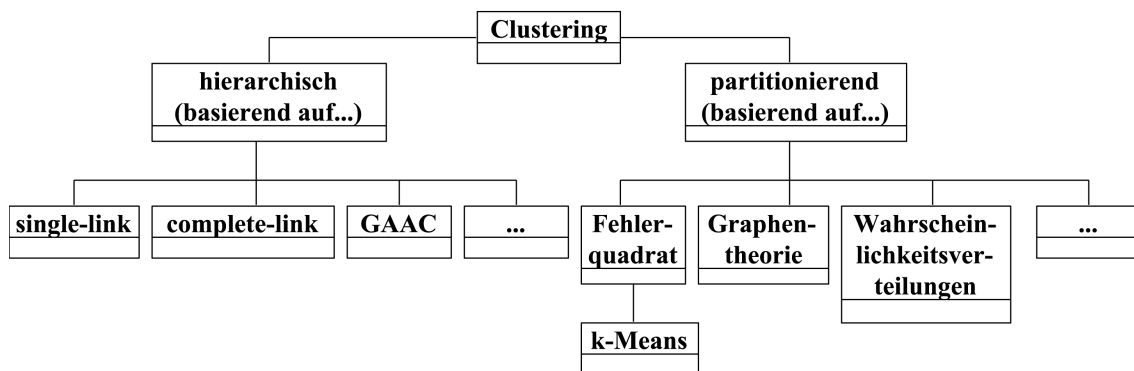 Clustering
hierarchisch
(basierend auf...)
partitionierend
(basierend auf...)
single-link
complete-link
GAAC
...
Fehler-
quadrat
Graphen-
theorie
Wahrschein-
lichkeitsver-
teilungen
...
k-Means